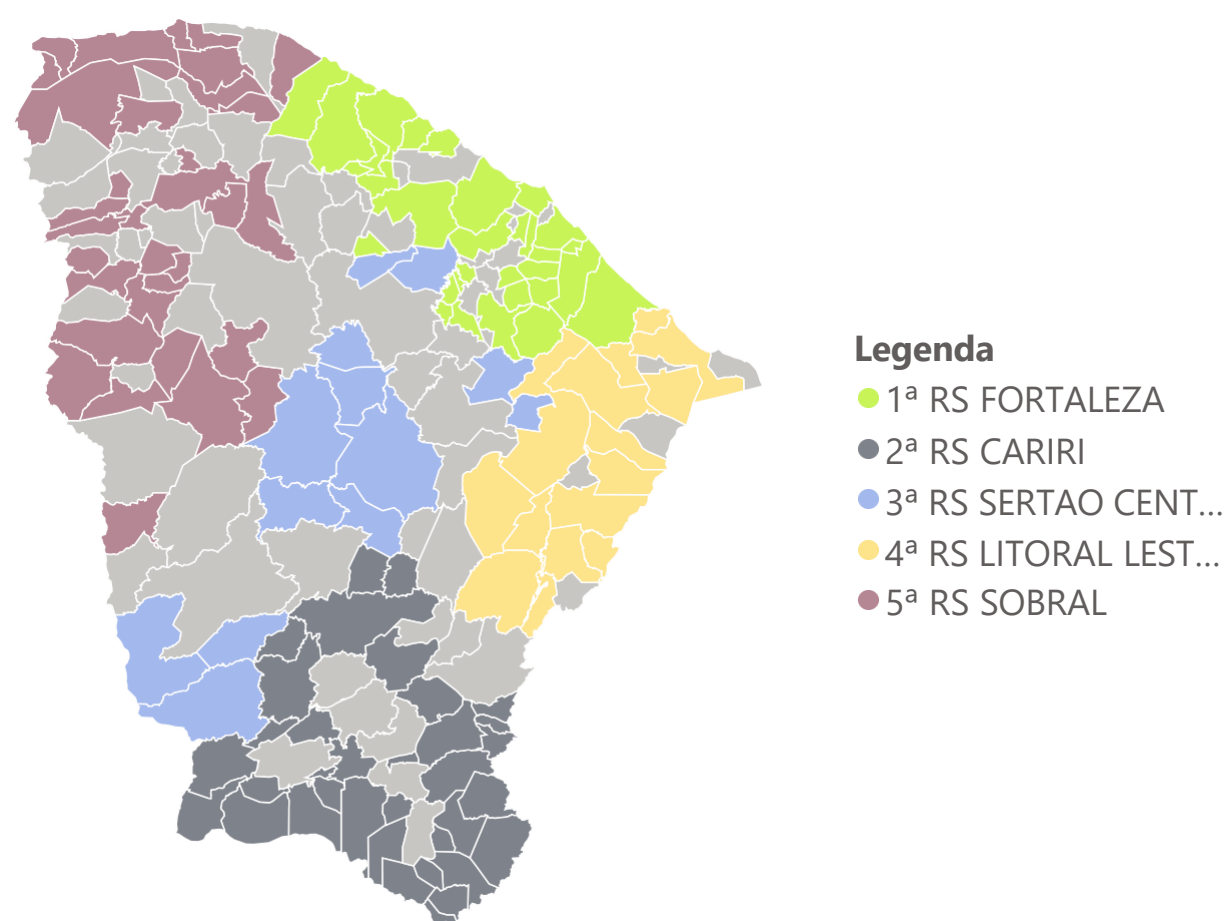 Legenda
1ª RS FORTALEZA
2ª RS CARIRI
3ª RS SERTAO CENT...
4ª RS LITORAL LEST...
5ª RS SOBRAL